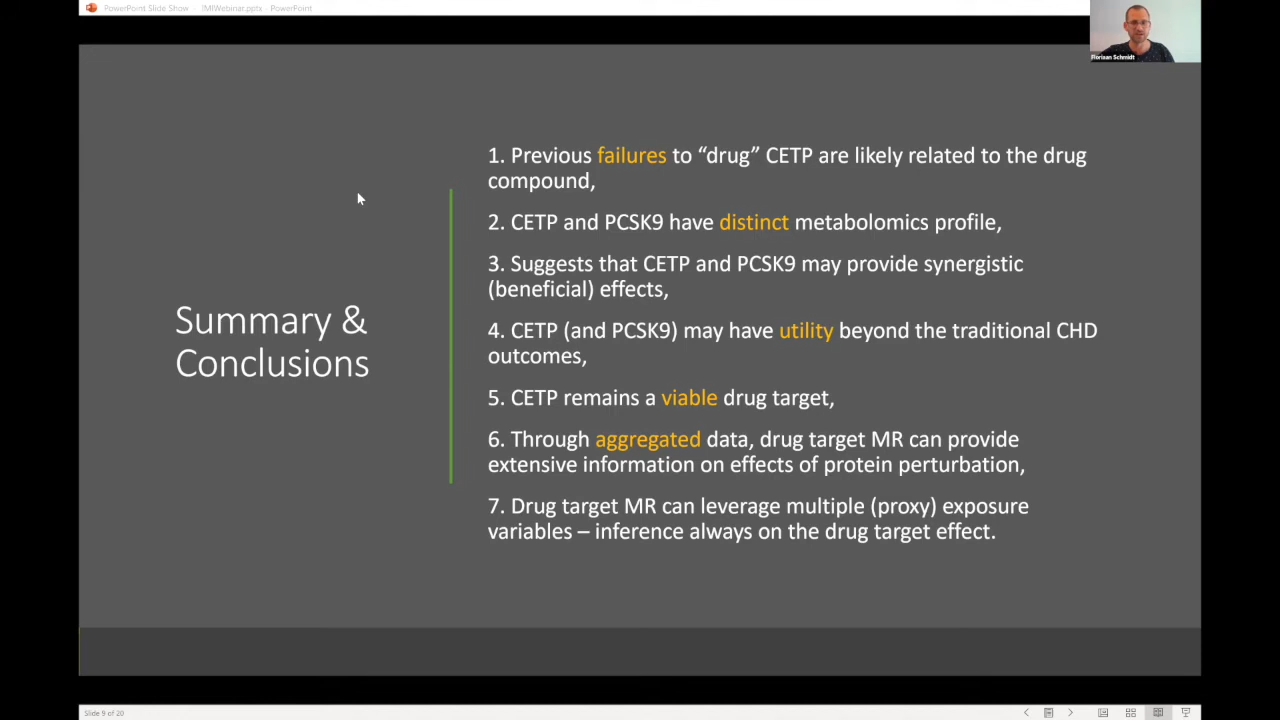 PowerPoint Slide Show - IMIWebinar.pptx - PowerPoint
Floriaan Schmidt
Summary &
Conclusions
1. Previous failures to “drug” CETP are likely related to the drug
compound,
2. CETP and PCSK9 have distinct metabolomics profile,
3. Suggests that CETP and PCSK9 may provide synergistic
(beneficial) effects,
4. CETP (and PCSK9) may have utility beyond the traditional CHD
outcomes,
5. CETP remains a viable drug target,
6. Through aggregated data, drug target MR can provide
extensive information on effects of protein perturbation,
7. Drug target MR can leverage multiple (proxy) exposure
variables – inference always on the drug target effect.
Slide 9 of 20